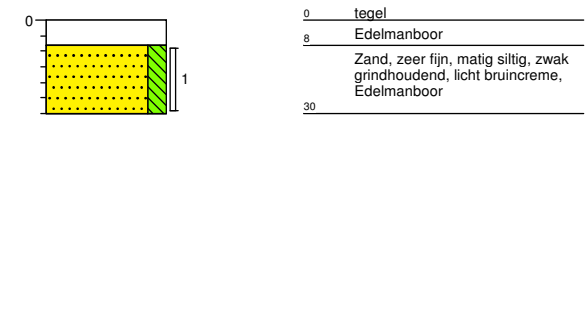 0
1
0 tegel
8 Edelmanboor
Zand, zeer fijn, matig siltig, zwak
grindhoudend, licht bruincreme,
Edelmanboor
30